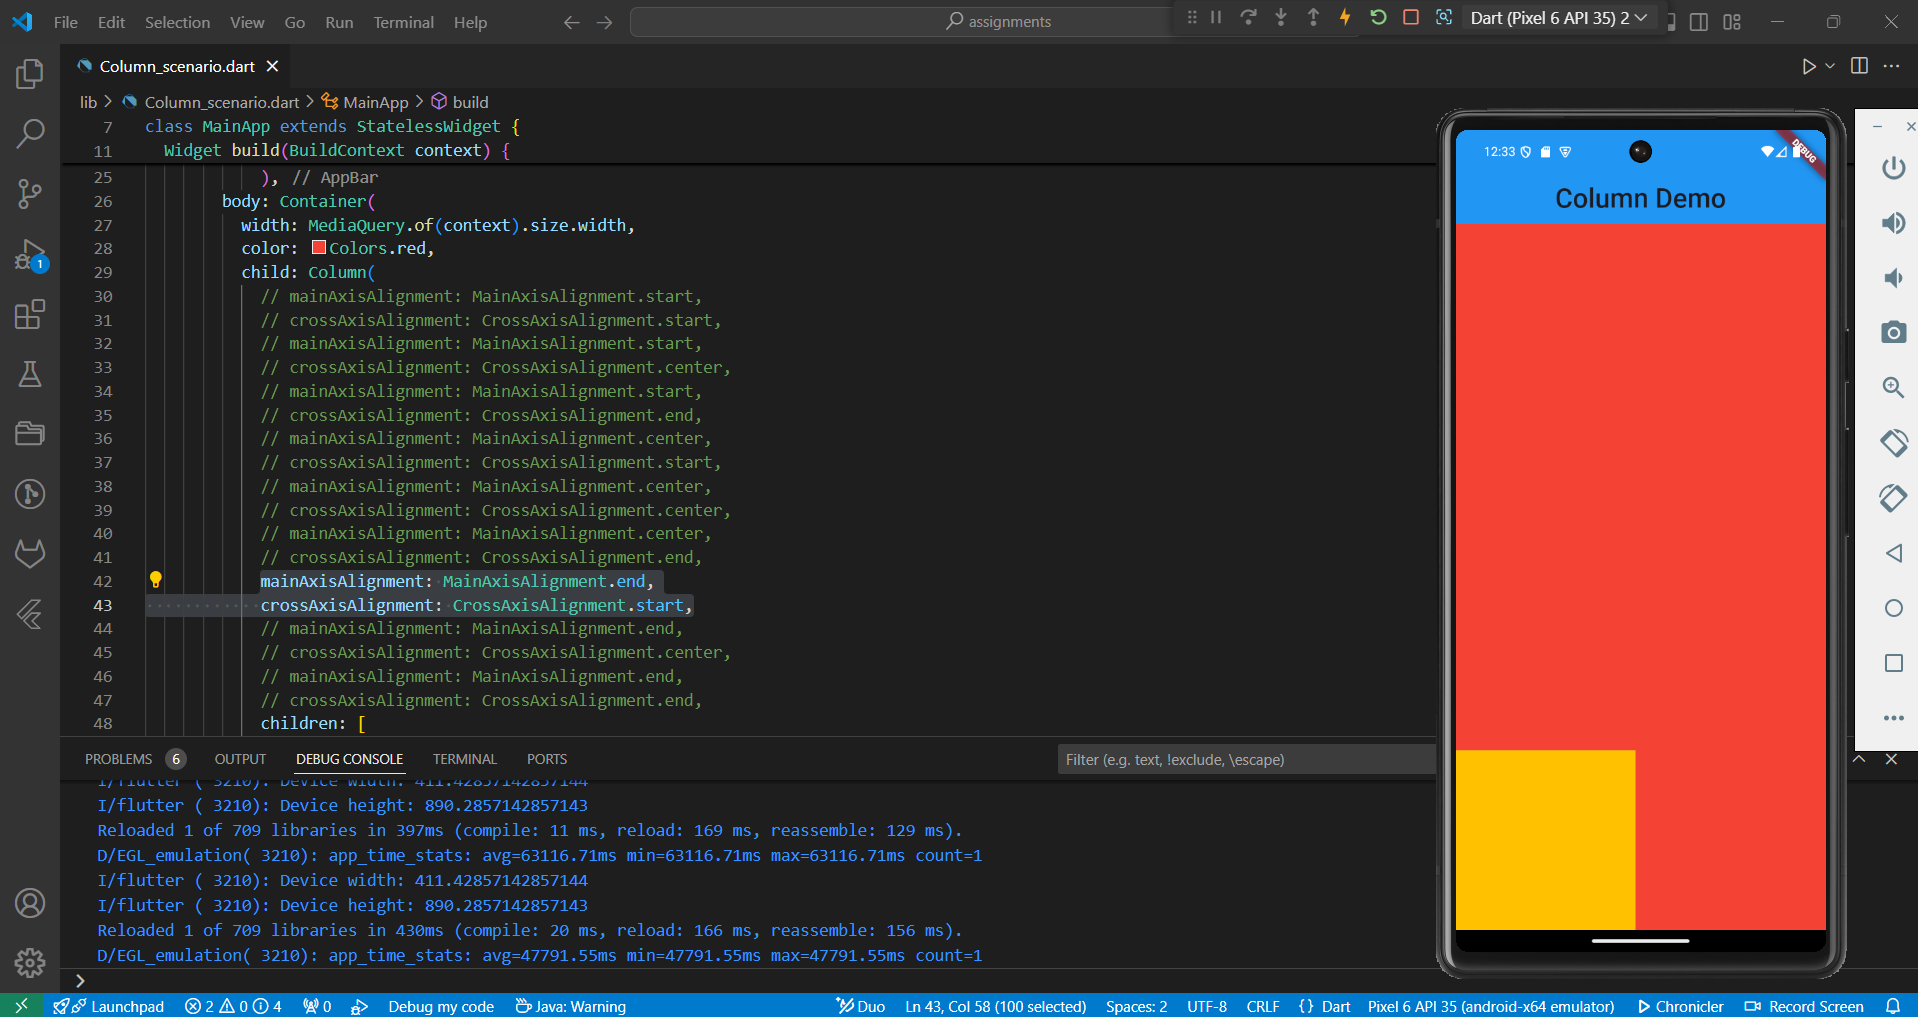 File Edit Selection View Go Run Terminal Help
assignments
Dart (Pixel 6 API 35) 2
Column_scenario.dart
lib > Column_scenario.dart > MainApp > build
7 class MainApp extends StatelessWidget {
11 Widget build(BuildContext context) {
25 ), // AppBar
26 body: Container(
27 width: MediaQuery.of(context).size.width,
28 color: Colors.red,
29 child: Column(
30 // mainAxisAlignment: MainAxisAlignment.start,
31 // crossAxisAlignment: CrossAxisAlignment.start,
32 // mainAxisAlignment: MainAxisAlignment.start,
33 // crossAxisAlignment: CrossAxisAlignment.center,
34 // mainAxisAlignment: MainAxisAlignment.start,
35 // crossAxisAlignment: CrossAxisAlignment.end,
36 // mainAxisAlignment: MainAxisAlignment.center,
37 // crossAxisAlignment: CrossAxisAlignment.start,
38 // mainAxisAlignment: MainAxisAlignment.center,
39 // crossAxisAlignment: CrossAxisAlignment.center,
40 // mainAxisAlignment: MainAxisAlignment.center,
41 // crossAxisAlignment: CrossAxisAlignment.end,
42 mainAxisAlignment: MainAxisAlignment.end,
43 crossAxisAlignment: CrossAxisAlignment.start,
44 // mainAxisAlignment: MainAxisAlignment.end,
45 // crossAxisAlignment: CrossAxisAlignment.center,
46 // mainAxisAlignment: MainAxisAlignment.end,
47 // crossAxisAlignment: CrossAxisAlignment.end,
48 children: [
1
12:33
DEBUG
Column Demo
PROBLEMS 6 OUTPUT DEBUG CONSOLE TERMINAL PORTS
Filter (e.g. text, !exclude, \escape)
I/flutter ( 3210): Device width: 411.42857142857144
I/flutter ( 3210): Device height: 890.2857142857143
Reloaded 1 of 709 libraries in 397ms (compile: 11 ms, reload: 169 ms, reassemble: 129 ms).
D/EGL_emulation( 3210): app_time_stats: avg=63116.71ms min=63116.71ms max=63116.71ms count=1
I/flutter ( 3210): Device width: 411.42857142857144
I/flutter ( 3210): Device height: 890.2857142857143
Reloaded 1 of 709 libraries in 430ms (compile: 20 ms, reload: 166 ms, reassemble: 156 ms).
D/EGL_emulation( 3210): app_time_stats: avg=47791.55ms min=47791.55ms max=47791.55ms count=1
>
Launchpad 2 0 4 0 Debug my code Java: Warning Duo Ln 43, Col 58 (100 selected) Spaces: 2 UTF-8 CRLF {} Dart Pixel 6 API 35 (android-x64 emulator) Chronicler Record Screen